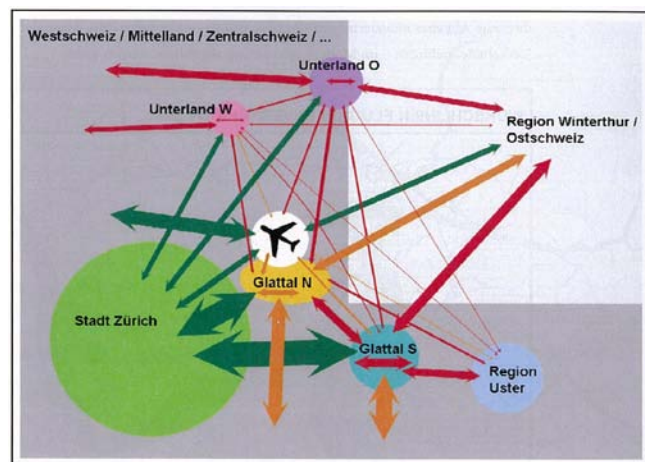 Westschweiz / Mittelland / Zentralschweiz / ...
Unterland O
Unterland W
Region Winterthur /
Ostschweiz
Glattal N
Stadt Zürich
Glattal S
Region
Uster